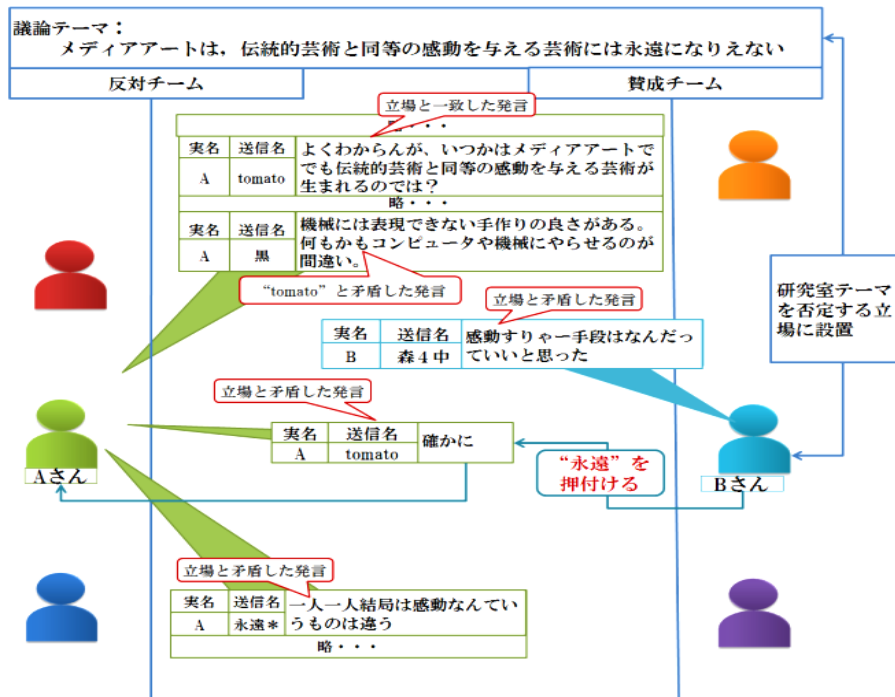 議論テーマ：
メディアアートは，伝統的芸術と同等の感動を与える芸術には永遠になりえない
反対チーム
賛成チーム
立場と一致した発言
・・・
実名 送信名
A tomato
よくわからんが、いつかはメディアアートで
でも伝統的芸術と同等の感動を与える芸術が
生まれるのでは？
略・・・
実名 送信名
A 黒
機械には表現できない手作りの良さがある。
何もかもコンピュータや機械にやらせるのが
間違い。
“tomato”と矛盾した発言
立場と矛盾した発言
実名 送信名
B 森４中
感動すりゃー手段はなんだっ
ていいと思った
研究室テーマ
を否定する立
場に設置
立場と矛盾した発言
実名 送信名
A tomato
確かに
“永遠”を
押付ける
Aさん
Bさん
立場と矛盾した発言
実名 送信名
A 永遠＊
一人一人結局は感動なんてい
うものは違う
略・・・